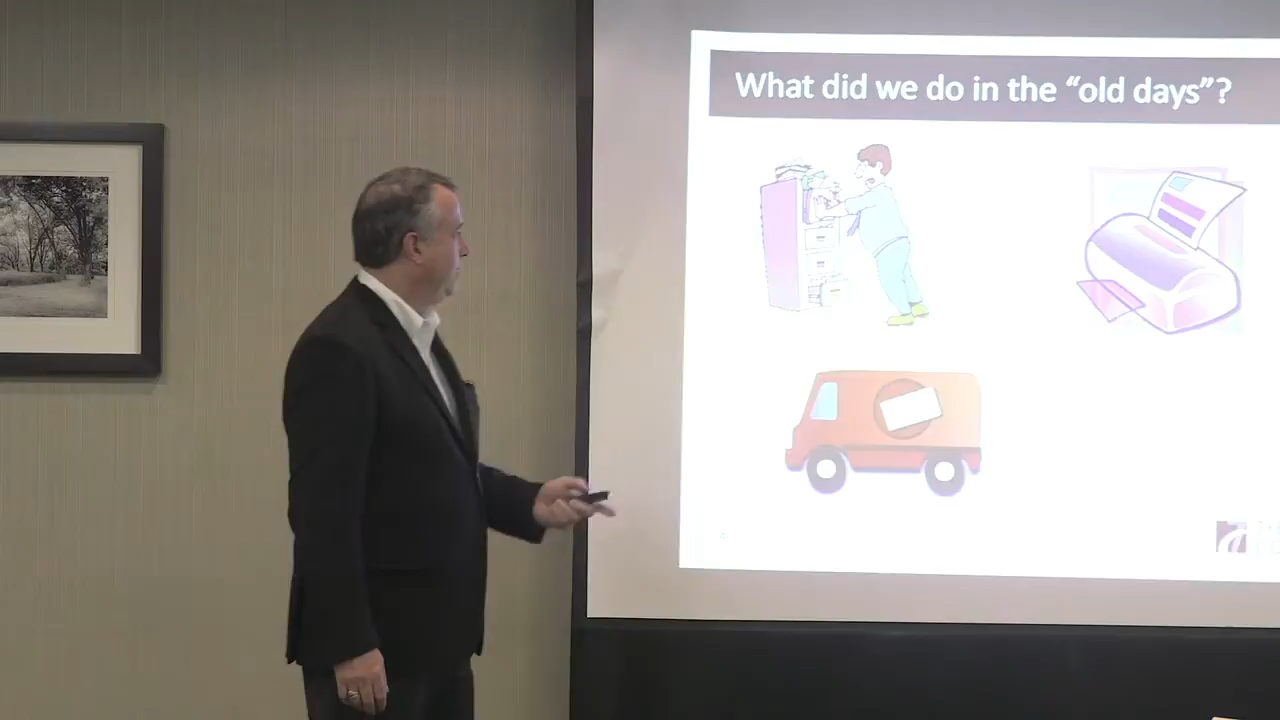 What did we do in the “old days”?